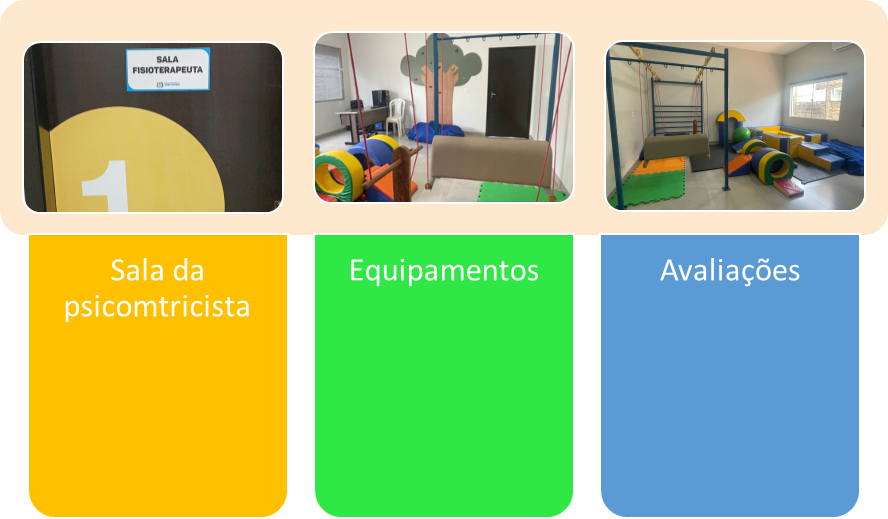 SALA
FISIOTERAPEUTA
1
Sala da
psicomtricista
Equipamentos
Avaliações